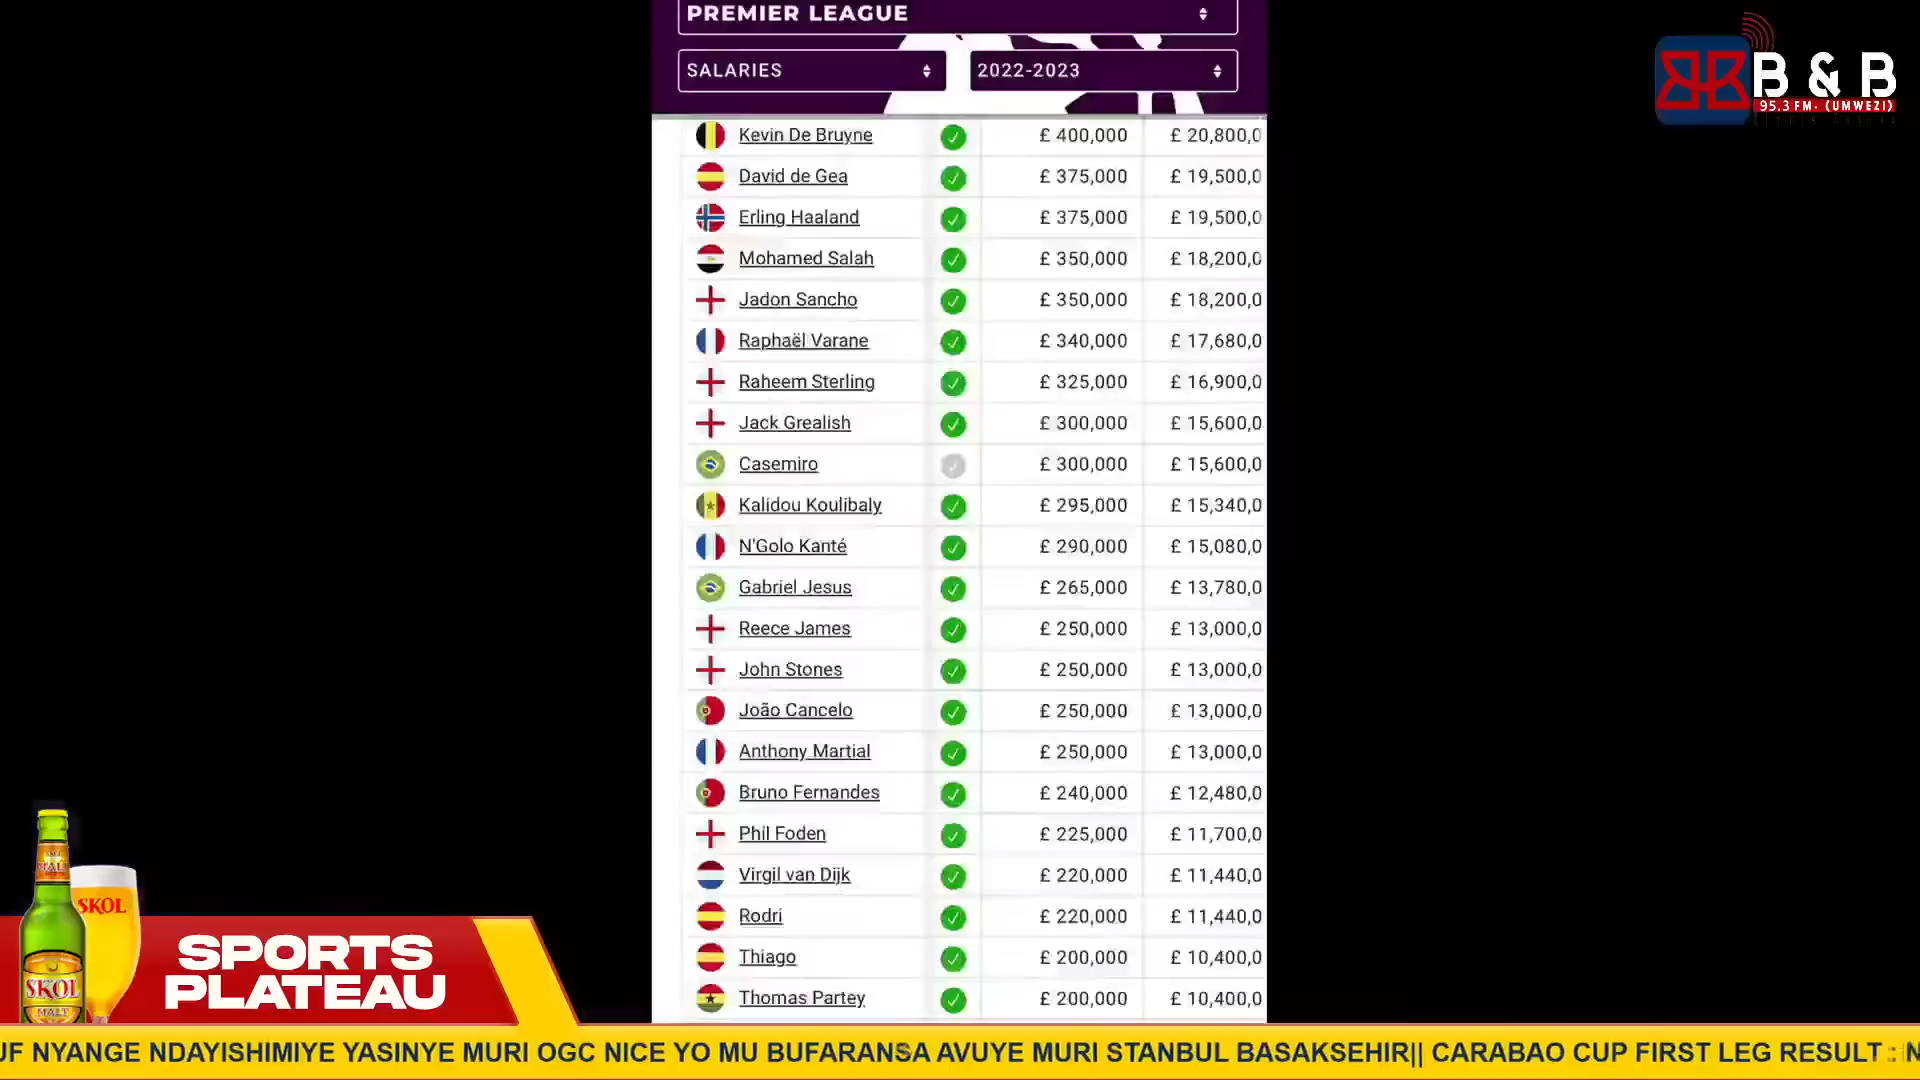 PREMIER LEAGUE
SALARIES
2022-2023
B & B
95.3 FM- (UMWEZI)
Kevin De Bruyne £ 400,000 £ 20,800,0
David de Gea £ 375,000 £ 19,500,0
Erling Haaland £ 375,000 £ 19,500,0
Mohamed Salah £ 350,000 £ 18,200,0
Jadon Sancho £ 350,000 £ 18,200,0
Raphaël Varane £ 340,000 £ 17,680,0
Raheem Sterling £ 325,000 £ 16,900,0
Jack Grealish £ 300,000 £ 15,600,0
Casemiro £ 300,000 £ 15,600,0
Kalidou Koulibaly £ 295,000 £ 15,340,0
N'Golo Kanté £ 290,000 £ 15,080,0
Gabriel Jesus £ 265,000 £ 13,780,0
Reece James £ 250,000 £ 13,000,0
John Stones £ 250,000 £ 13,000,0
João Cancelo £ 250,000 £ 13,000,0
Anthony Martial £ 250,000 £ 13,000,0
Bruno Fernandes £ 240,000 £ 12,480,0
Phil Foden £ 225,000 £ 11,700,0
Virgil van Dijk £ 220,000 £ 11,440,0
Rodri £ 220,000 £ 11,440,0
Thiago £ 200,000 £ 10,400,0
Thomas Partey £ 200,000 £ 10,400,0
MALT
SKOL
SKOL
MALT
SPORTS
PLATEAU
UF NYANGE NDAYISHIMIYE YASINYE MURI OGC NICE YO MU BUFARANSA AVUYE MURI STANBUL BASAKSEHIR|| CARABAO CUP FIRST LEG RESULT : N